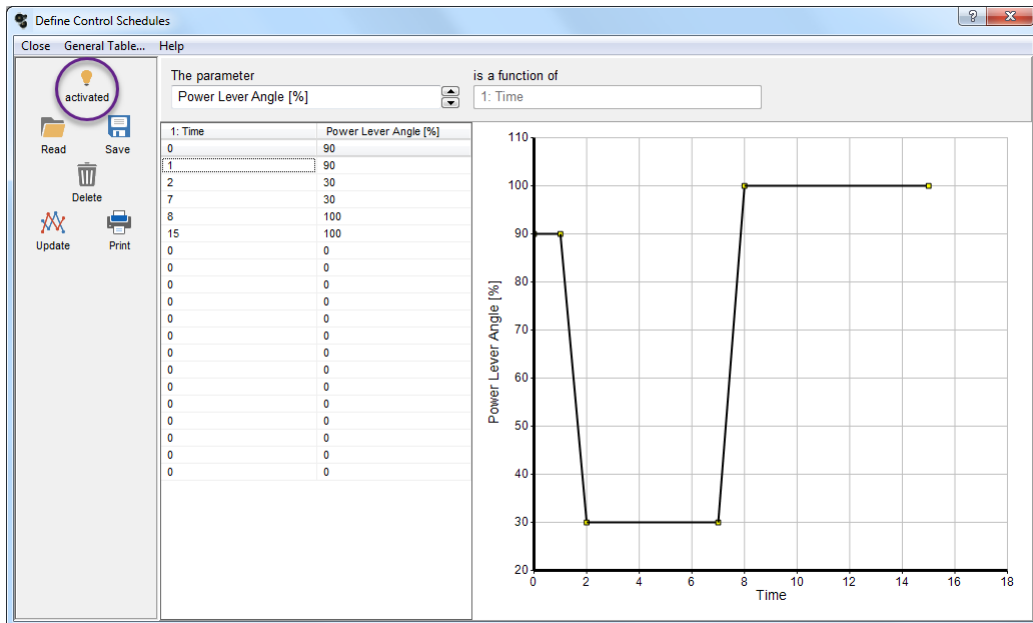 Define Control Schedules
? X
Close General Table... Help
activated
Read Save
Delete
Update Print
The parameter is a function of
Power Lever Angle [%] 1: Time
1: Time Power Lever Angle [%]
0 90
1 90
2 30
7 30
8 100
15 100
0 0
0 0
0 0
0 0
0 0
0 0
0 0
0 0
0 0
0 0
0 0
0 0
0 0
0 0
110
100
90
80
70
60
50
40
30
20
Power Lever Angle [%]
0 2 4 6 8 10 12 14 16 18
Time